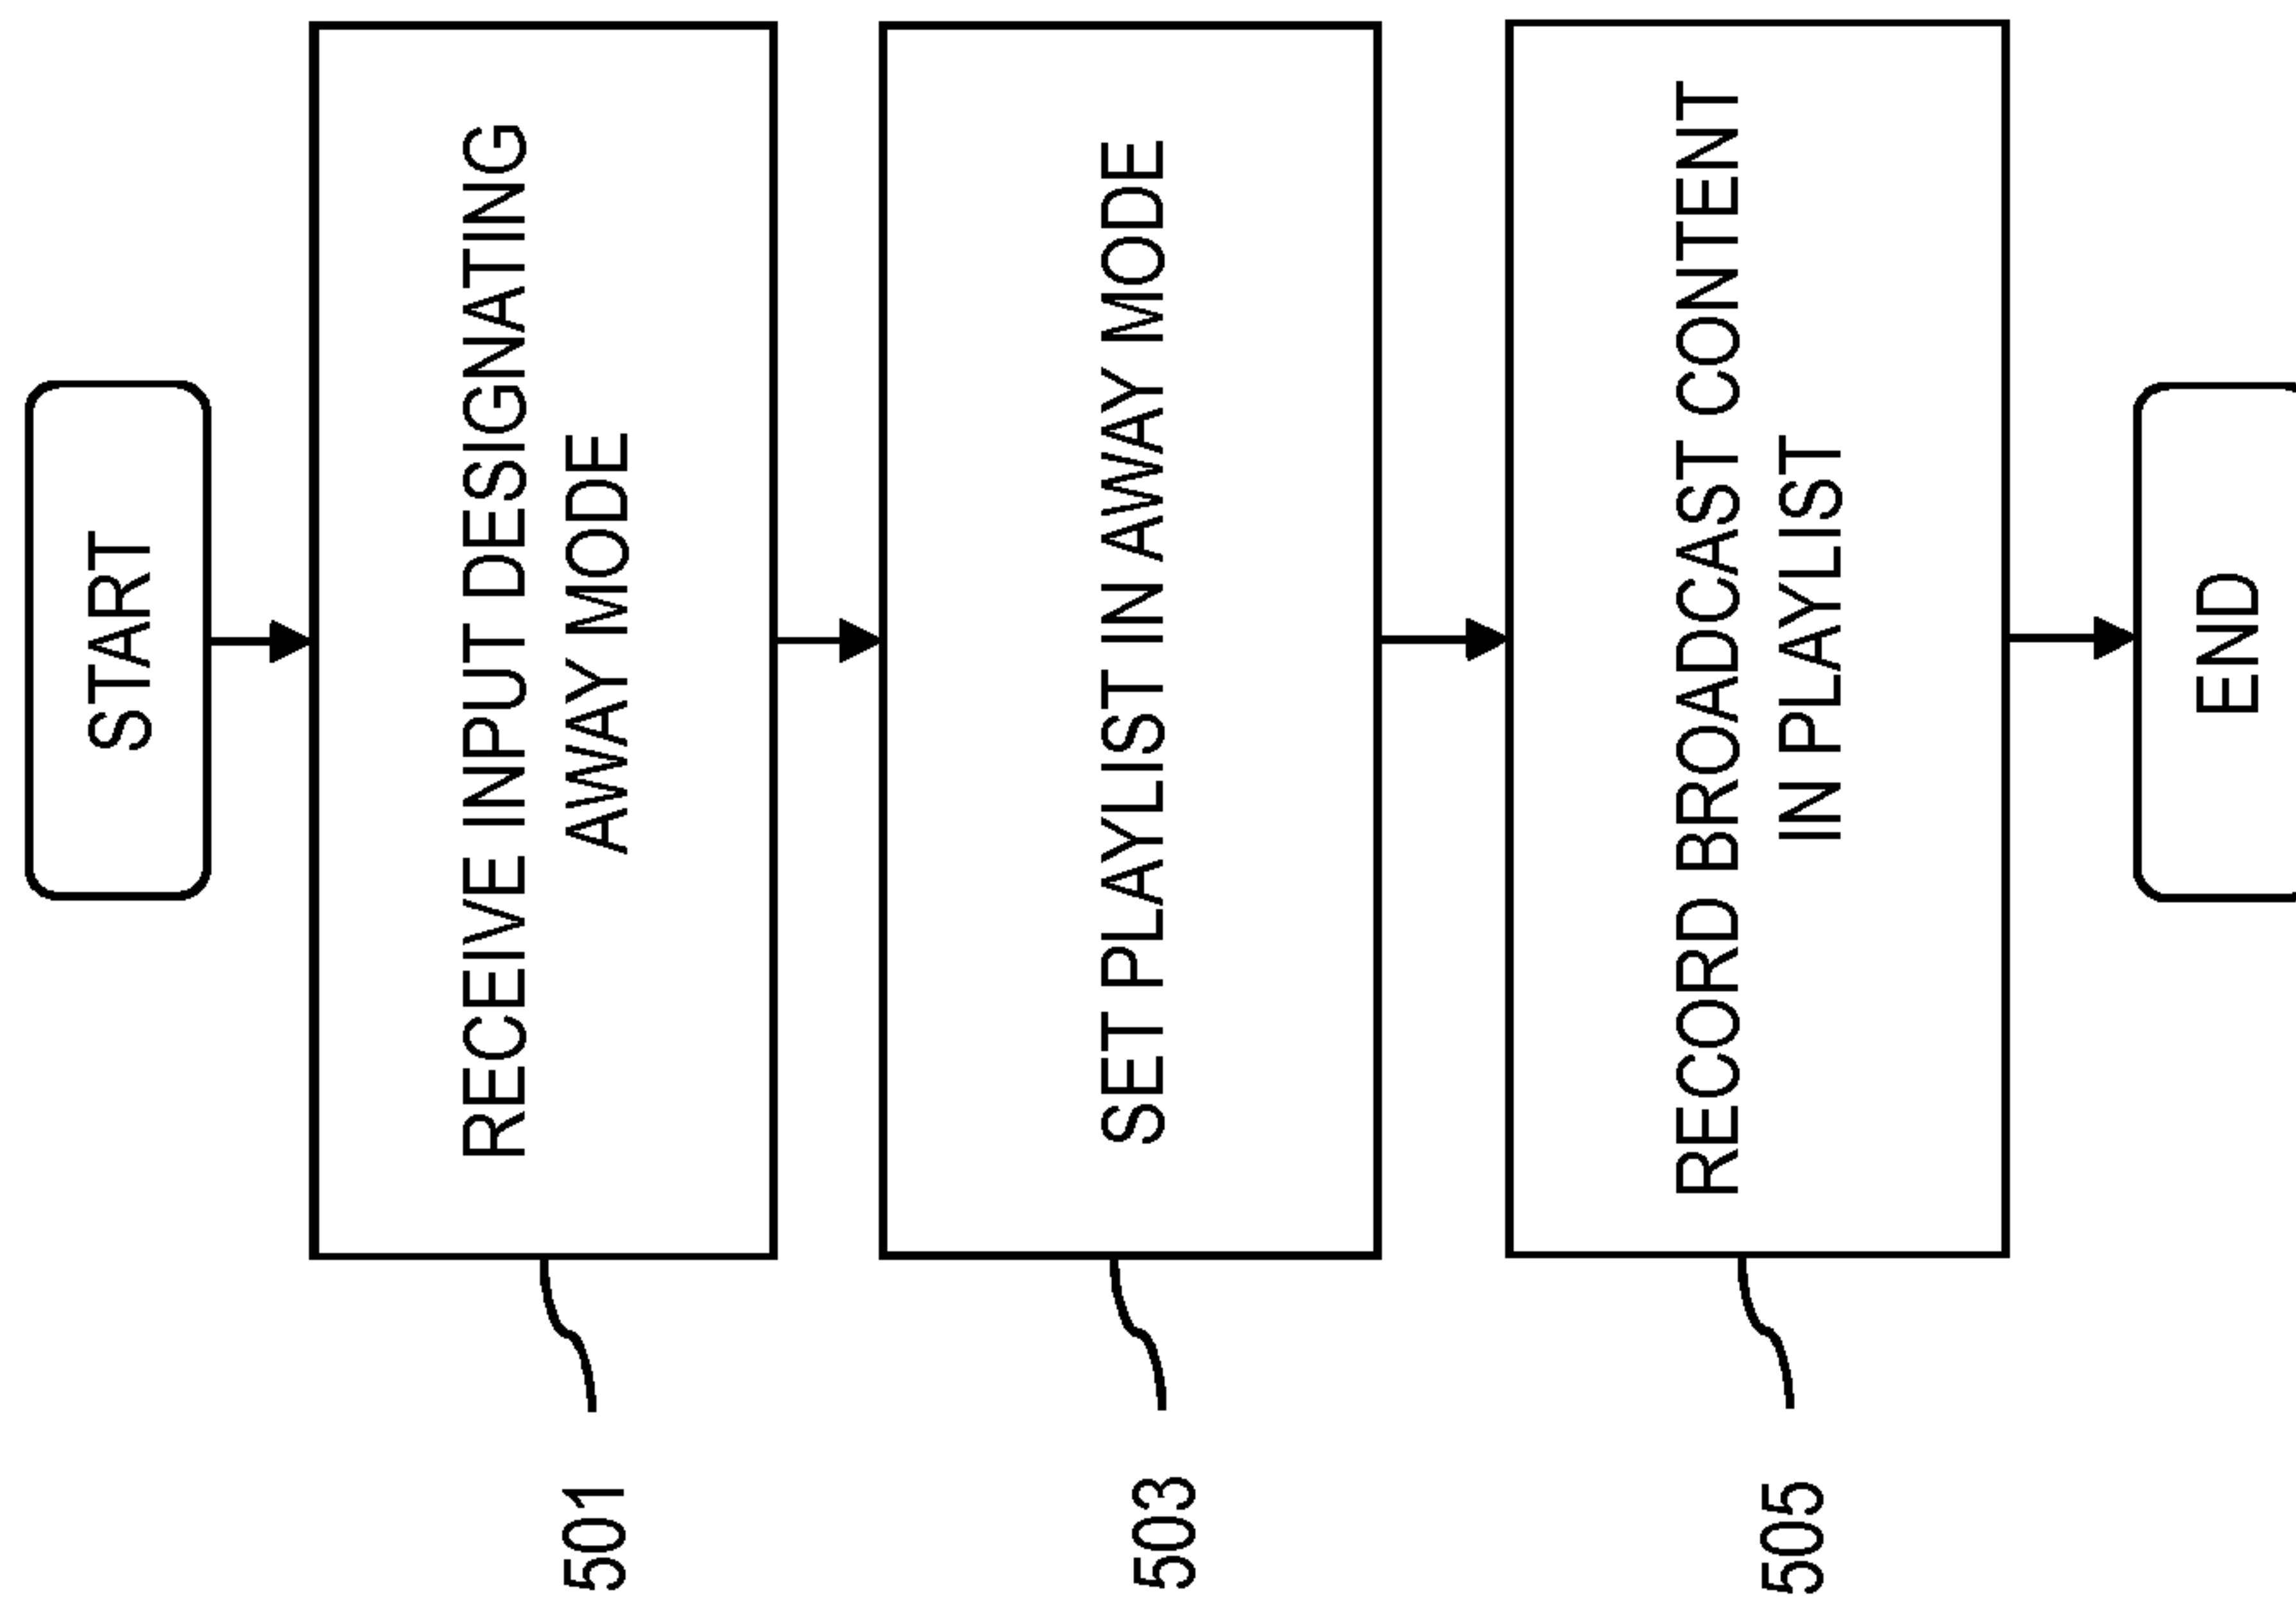 START
501
RECEIVE INPUT DESIGNATING
AWAY MODE
503
SET PLAYLIST IN AWAY MODE
505
RECORD BROADCAST CONTENT
IN PLAYLIST
END